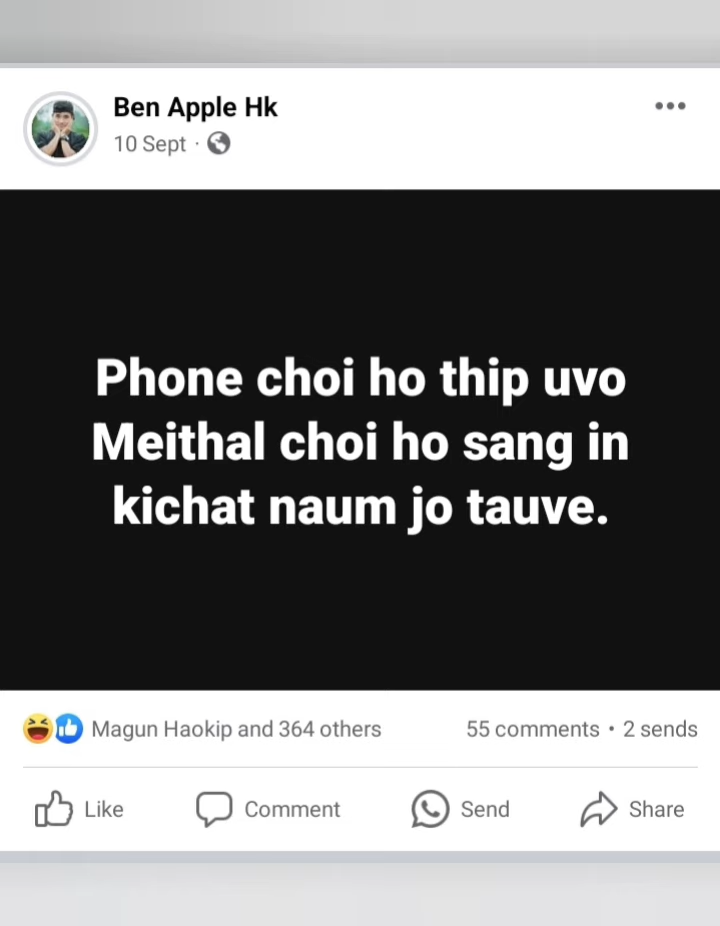 Ben Apple Hk
10 Sept ·
Phone choi ho thip uvo
Meithal choi ho sang in
kichat naum jo tauve.
Magun Haokip and 364 others
55 comments • 2 sends
Like
Comment
Send
Share